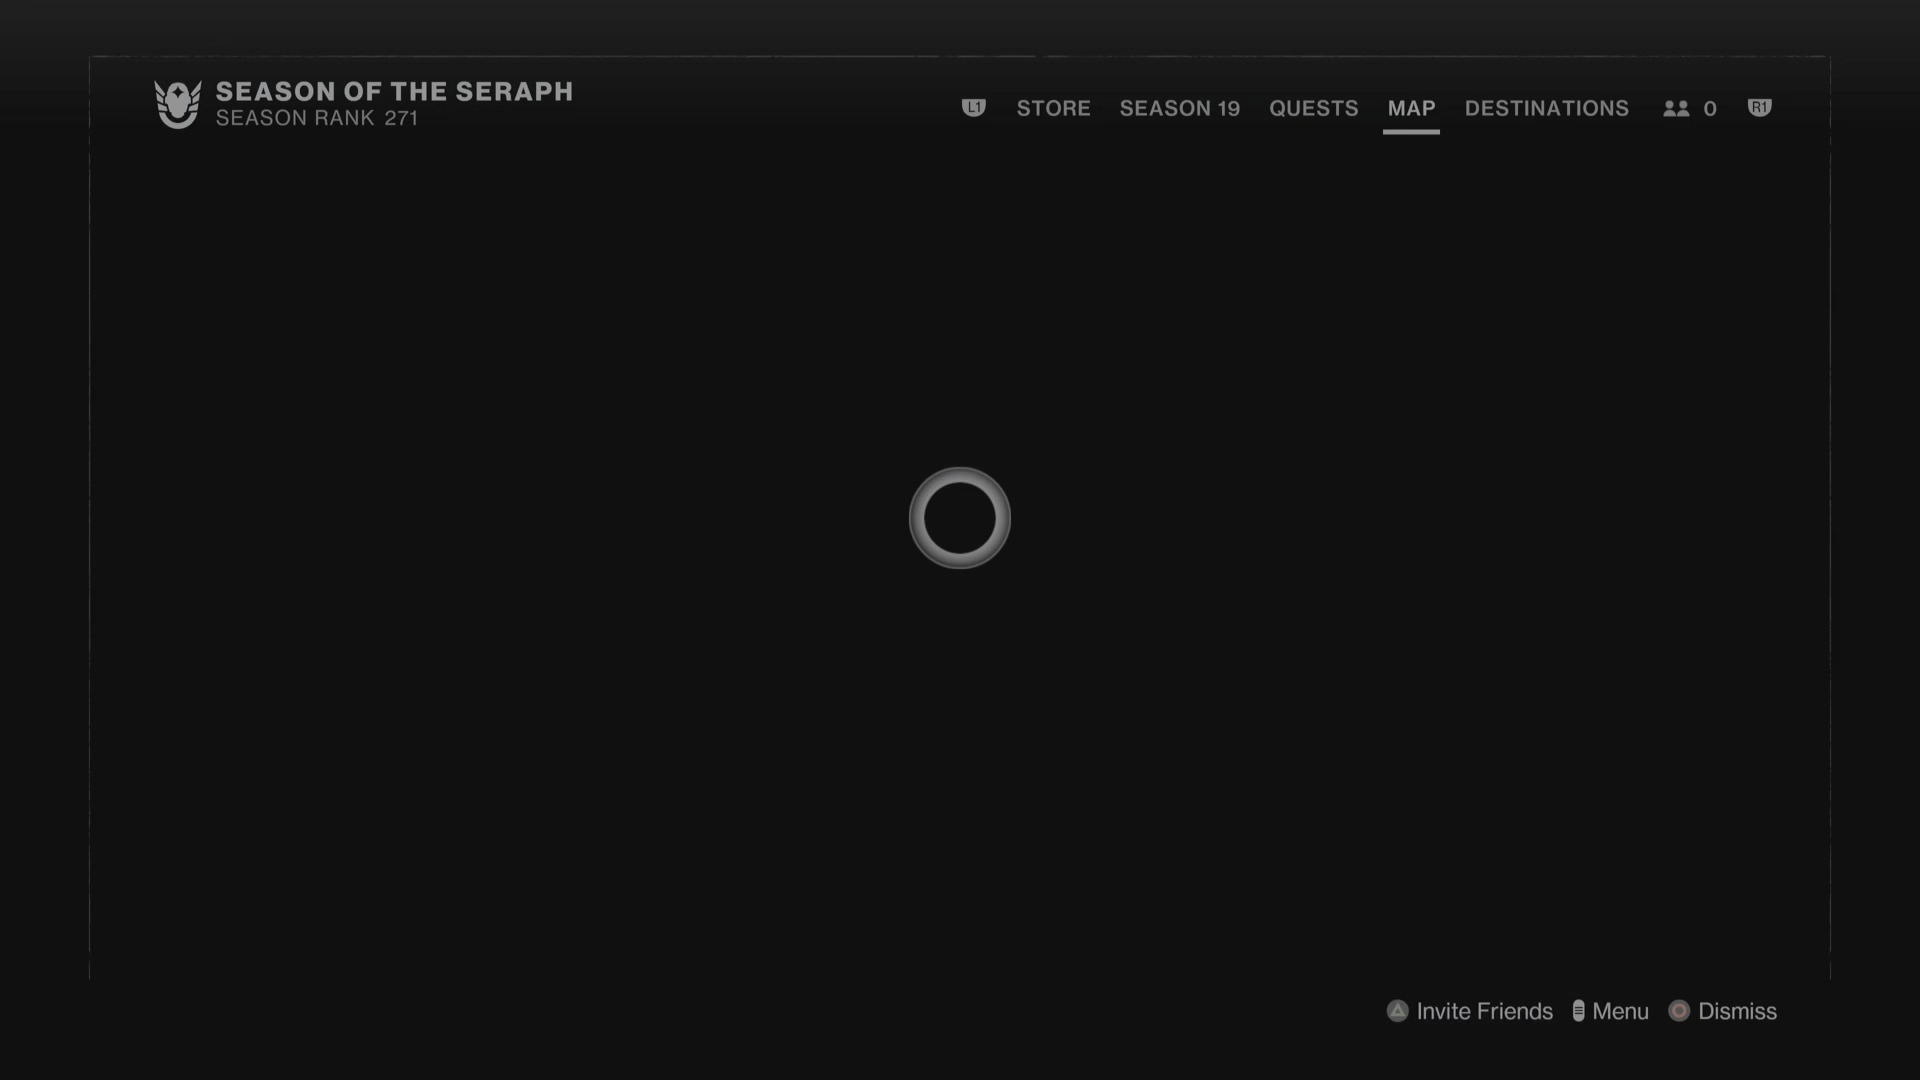 SEASON OF THE SERAPH
SEASON RANK 271
L1 STORE SEASON 19 QUESTS MAP DESTINATIONS 0 R1
Invite Friends Menu Dismiss